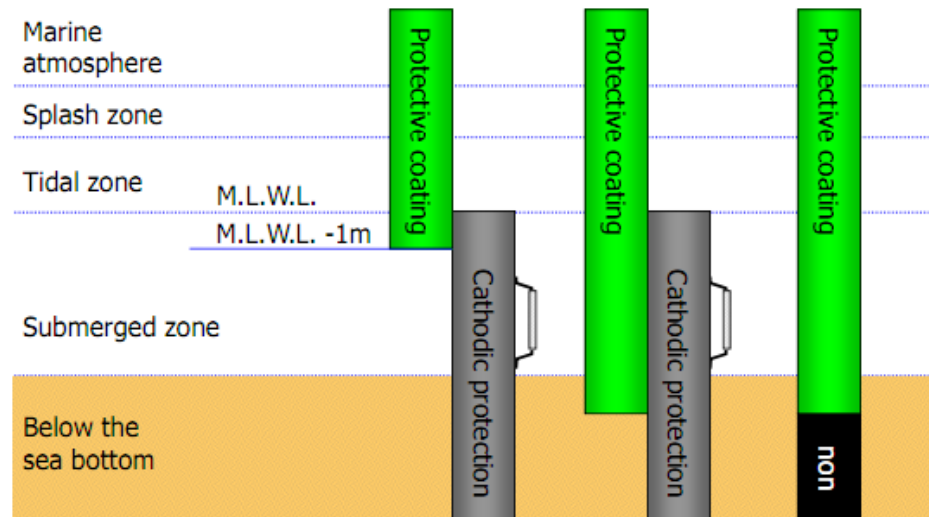 Marine
atmosphere
Splash zone
Tidal zone
M.L.W.L.
M.L.W.L. -1m
Submerged zone
Below the
sea bottom
Protective coating
Cathodic protection
Protective coating
Cathodic protection
Protective coating
non